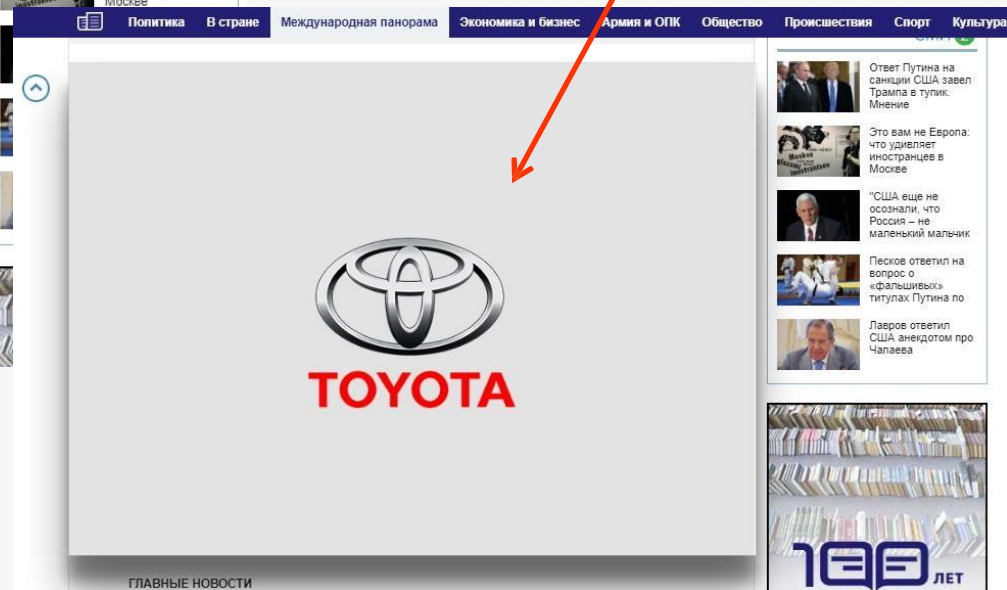 Москве
Политика В стране Международная панорама Экономика и бизнес Армия и ОПК Общество Происшествия Спорт Культура
СМИ
Ответ Путина на
санкции США завел
Трампа в тупик.
Мнение
Это вам не Европа:
что удивляет
иностранцев в
Москве
"США еще не
осознали, что
Россия – не
маленький мальчик
Песков ответил на
вопрос о
«фальшивых»
титулах Путина по
Лавров ответил
США анекдотом про
Чапаева
TOYOTA
100 ЛЕТ
ГЛАВНЫЕ НОВОСТИ